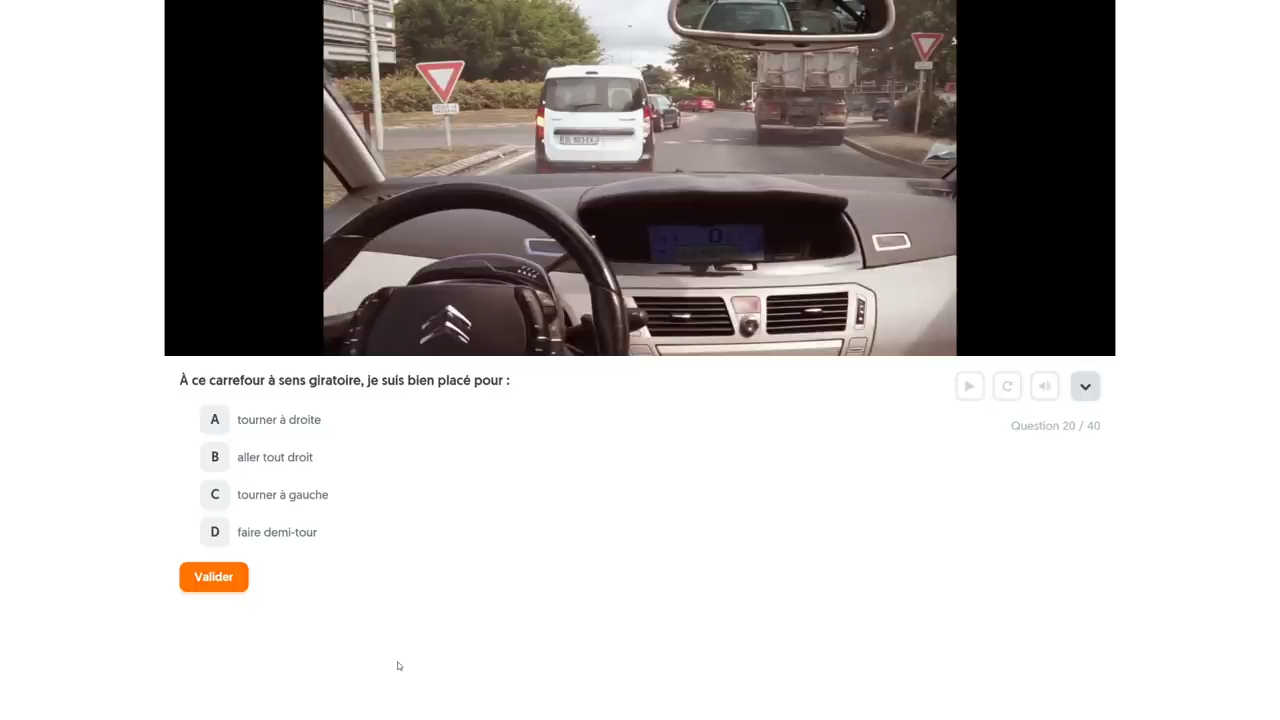 0
À ce carrefour à sens giratoire, je suis bien placé pour :
A tourner à droite
B aller tout droit
C tourner à gauche
D faire demi-tour
Question 20 / 40
Valider